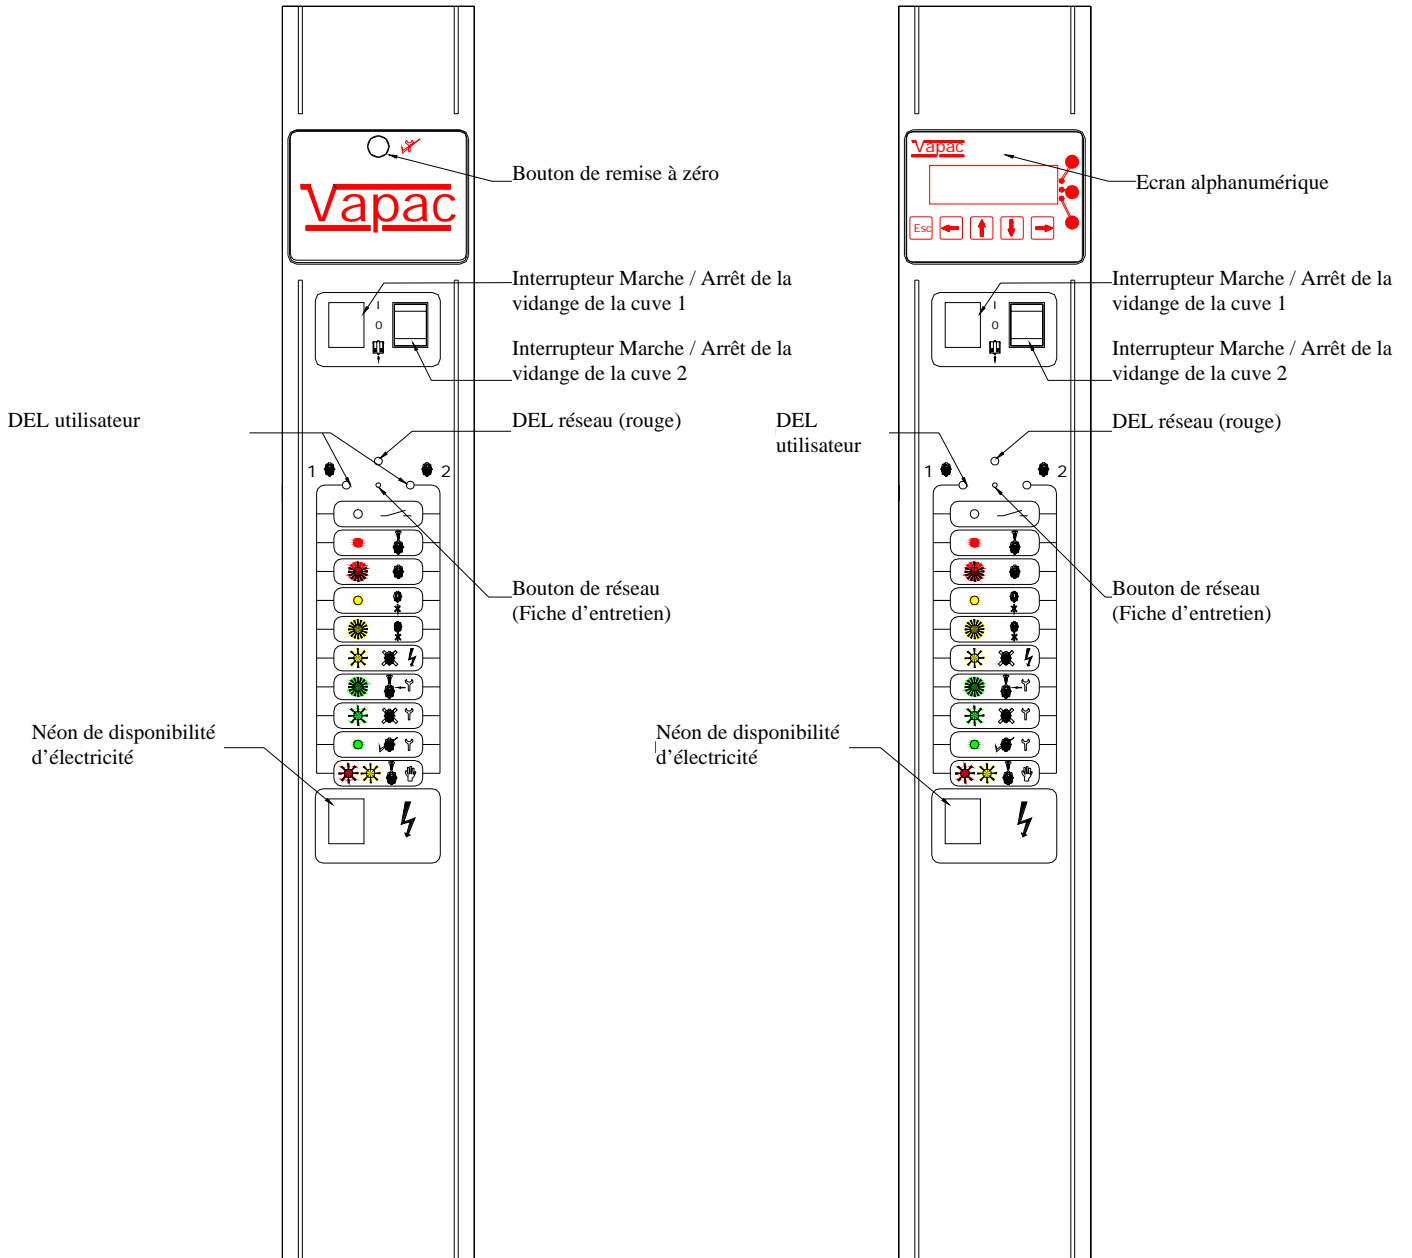 Bouton de remise à zéro
Vapac
Interrupteur Marche / Arrêt de la
vidange de la cuve 1
I
O
Interrupteur Marche / Arrêt de la
vidange de la cuve 2
DEL utilisateur
DEL réseau (rouge)
1
2
Bouton de réseau
(Fiche d’entretien)
Néon de disponibilité
d’électricité
Vapac
Ecran alphanumérique
Esc
Interrupteur Marche / Arrêt de la
vidange de la cuve 1
I
O
Interrupteur Marche / Arrêt de la
vidange de la cuve 2
DEL
utilisateur
DEL réseau (rouge)
1
2
Bouton de réseau
(Fiche d’entretien)
Néon de disponibilité
d’électricité